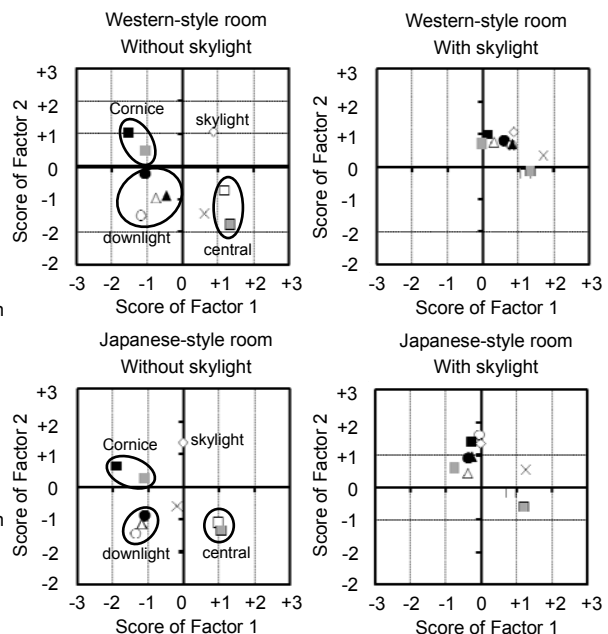 Western-style room
Without skylight
+3
+2
+1
0
-1
-2
-2
Score of Factor 2
Cornice
skylight
downlight
central
-3 -2 -1 0 +1 +2 +3
Score of Factor 1
Western-style room
With skylight
+3
+2
+1
0
-1
-2
-2
Score of Factor 2
-3 -2 -1 0 +1 +2 +3
Score of Factor 1
Japanese-style room
Without skylight
+3
+2
+1
0
-1
-2
-2
Score of Factor 2
Cornice
skylight
downlight
central
-3 -2 -1 0 +1 +2 +3
Score of Factor 1
Japanese-style room
With skylight
+3
+2
+1
0
-1
-2
-2
Score of Factor 2
-3 -2 -1 0 +1 +2 +3
Score of Factor 1